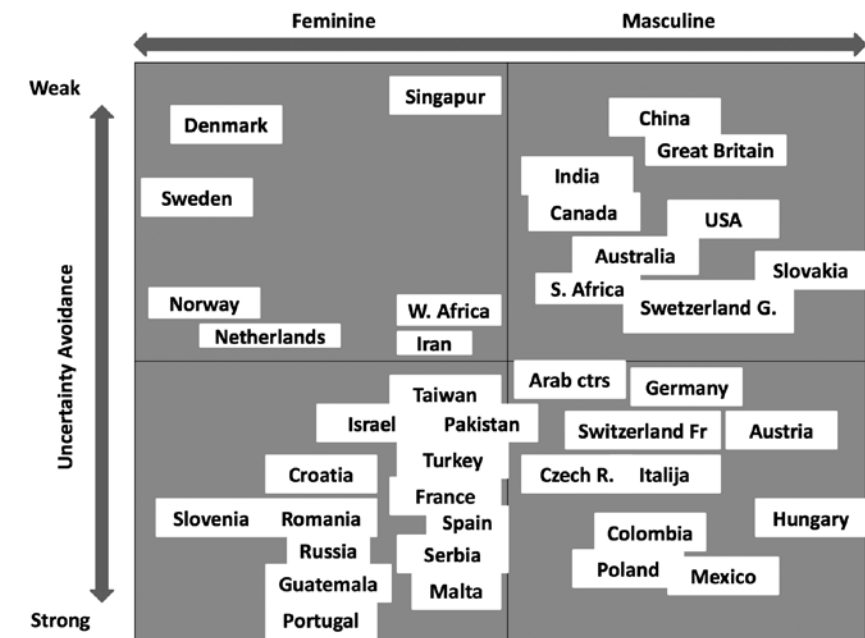 Feminine
Masculine
Weak
Singapur
Denmark
China
Great Britain
India
Sweden
Canada
USA
Australia
Slovakia
S. Africa
Norway
W. Africa
Swetzerland G.
Netherlands
Iran
Uncertainty Avoidance
Arab ctrs
Germany
Taiwan
Israel
Pakistan
Switzerland Fr
Austria
Turkey
Croatia
Czech R.
Italija
France
Slovenia
Romania
Spain
Hungary
Colombia
Russia
Serbia
Poland
Mexico
Guatemala
Malta
Strong
Portugal